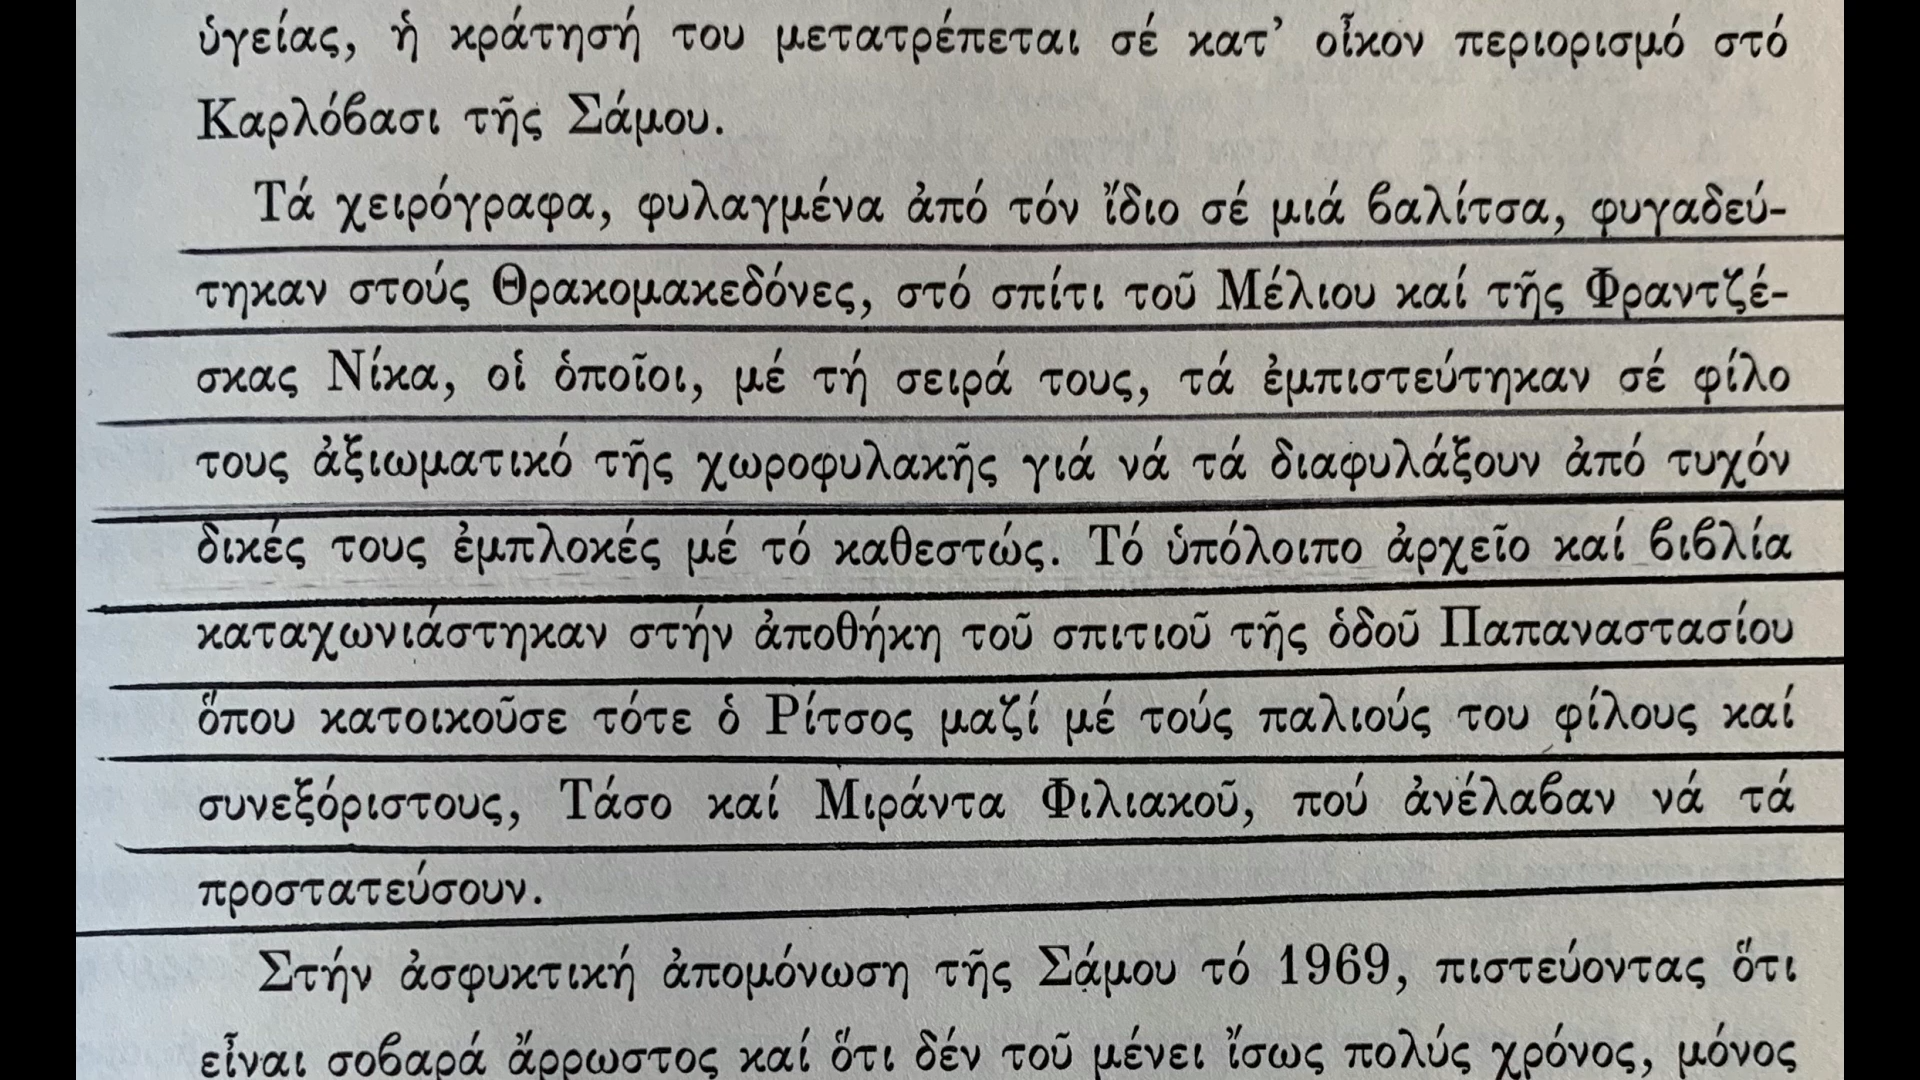 ὑγείας, ἡ κράτησή του μετατρέπεται σέ κατ’ οἶκον περιορισμό στό
Καρλόβασι τῆς Σάμου.
Τά χειρόγραφα, φυλαγμένα ἀπό τόν ἴδιο σέ μιά βαλίτσα, φυγαδεύ-
τηκαν στούς Θρακομακεδόνες, στό σπίτι τοῦ Μέλιου καί τῆς Φραντζέ-
σκας Νίκα, οἱ ὁποῖοι, μέ τή σειρά τους, τά ἐμπιστεύτηκαν σέ φίλο
τους ἀξιωματικό τῆς χωροφυλακῆς γιά νά τά διαφυλάξουν ἀπό τυχόν
δικές τους ἐμπλοκές μέ τό καθεστώς. Τό ὑπόλοιπο ἀρχεῖο καί βιβλία
καταχωνιάστηκαν στήν ἀποθήκη τοῦ σπιτιοῦ τῆς ὁδοῦ Παπαναστασίου
ὅπου κατοικοῦσε τότε ὁ Ρίτσος μαζί μέ τούς παλιούς του φίλους καί
συνεξόριστους, Τάσο καί Μιράντα Φιλιακοῦ, πού ἀνέλαβαν νά τά
προστατεύσουν.
Στήν ἀσφυκτική ἀπομόνωση τῆς Σάμου τό 1969, πιστεύοντας ὅτι
εἶναι σοβαρά ἄρρωστος καί ὅτι δέν τοῦ μένει ἴσως πολύς χρόνος, μόνος